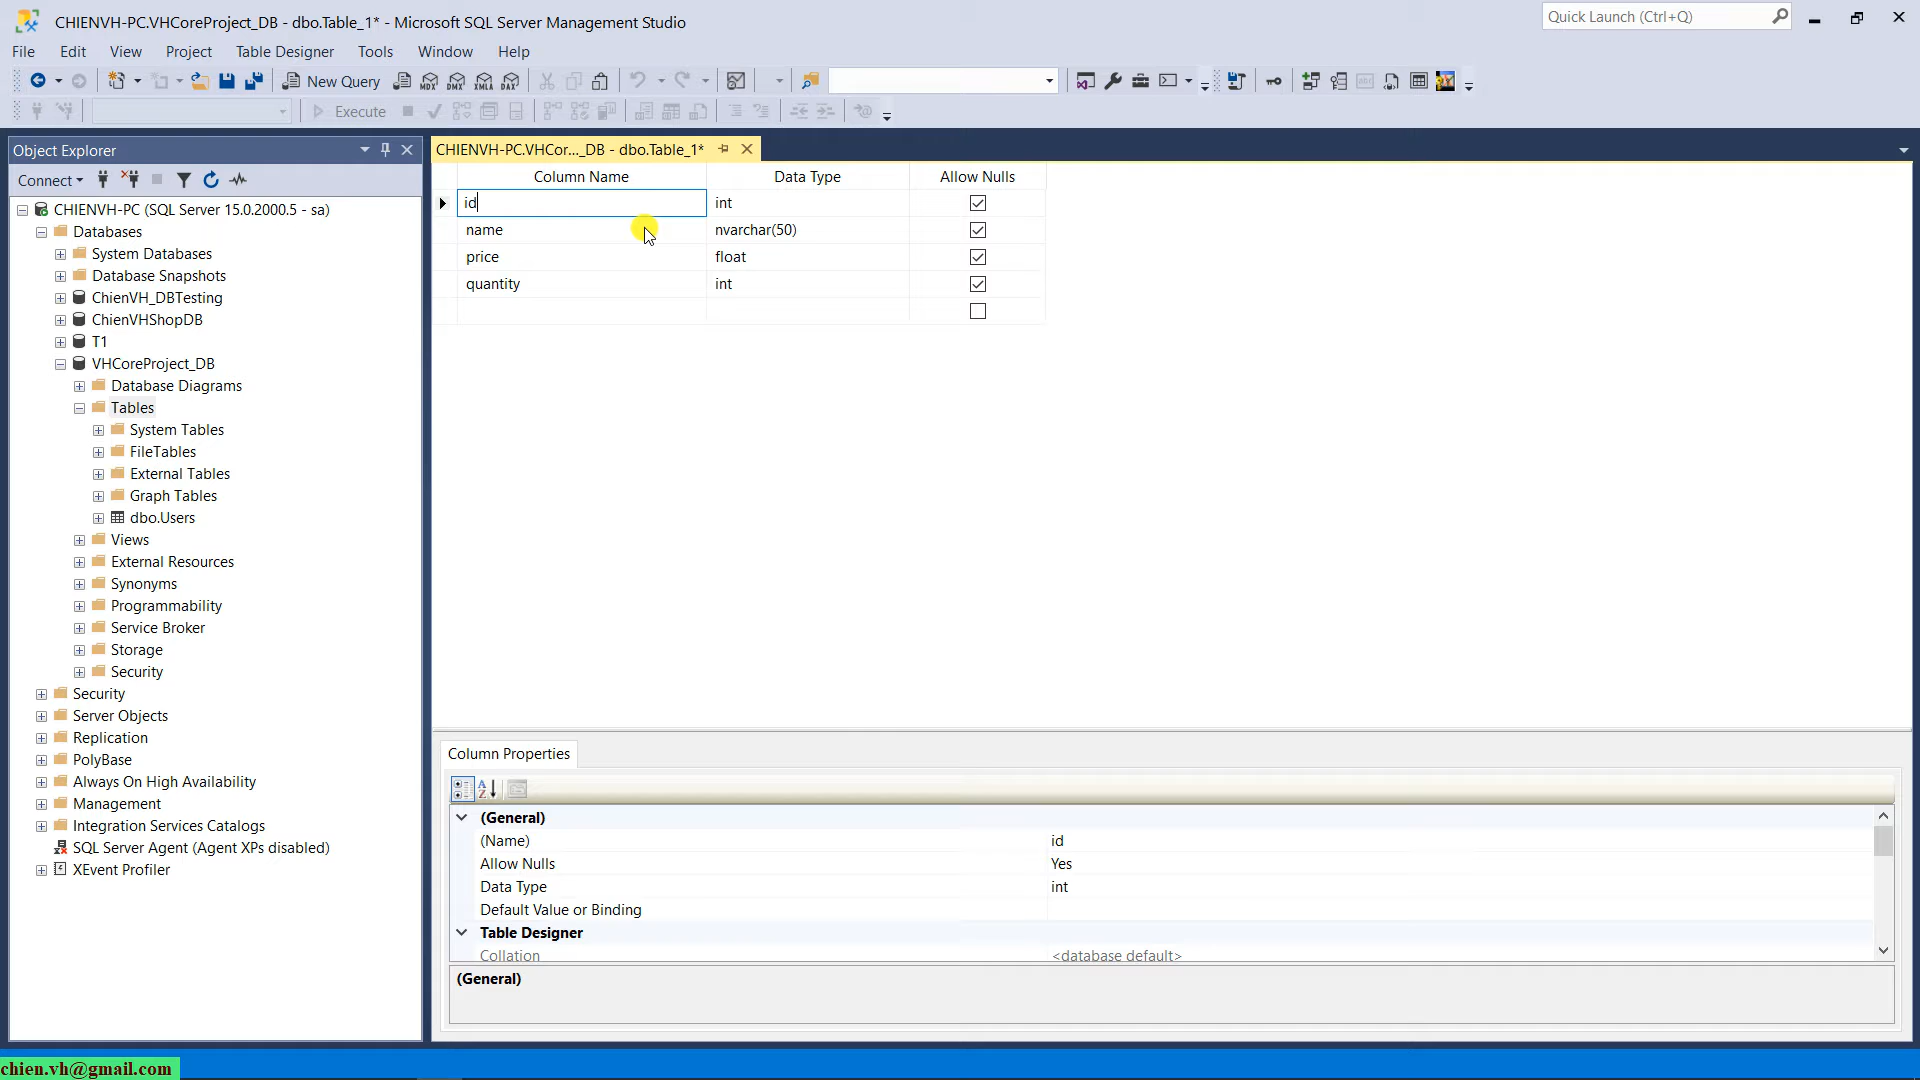 CHIENVH-PC.VHCoreProject_DB - dbo.Table_1* - Microsoft SQL Server Management Studio
Quick Launch (Ctrl+Q)
File Edit View Project Table Designer Tools Window Help
New Query MDX DMX XMLA DAX
Execute
Object Explorer
CHIENVH-PC.VHCor..._DB - dbo.Table_1*
Connect
Column Name Data Type Allow Nulls
id int
name nvarchar(50)
price float
quantity int
CHIENVH-PC (SQL Server 15.0.2000.5 - sa)
Databases
System Databases
Database Snapshots
ChienVH_DBTesting
ChienVHShopDB
T1
VHCoreProject_DB
Database Diagrams
Tables
System Tables
FileTables
External Tables
Graph Tables
dbo.Users
Views
External Resources
Synonyms
Programmability
Service Broker
Storage
Security
Security
Server Objects
Replication
PolyBase
Always On High Availability
Management
Integration Services Catalogs
SQL Server Agent (Agent XPs disabled)
XEvent Profiler
Column Properties
(General)
(Name) id
Allow Nulls Yes
Data Type int
Default Value or Binding
Table Designer
Collation <database default>
(General)
chien.vh@gmail.com